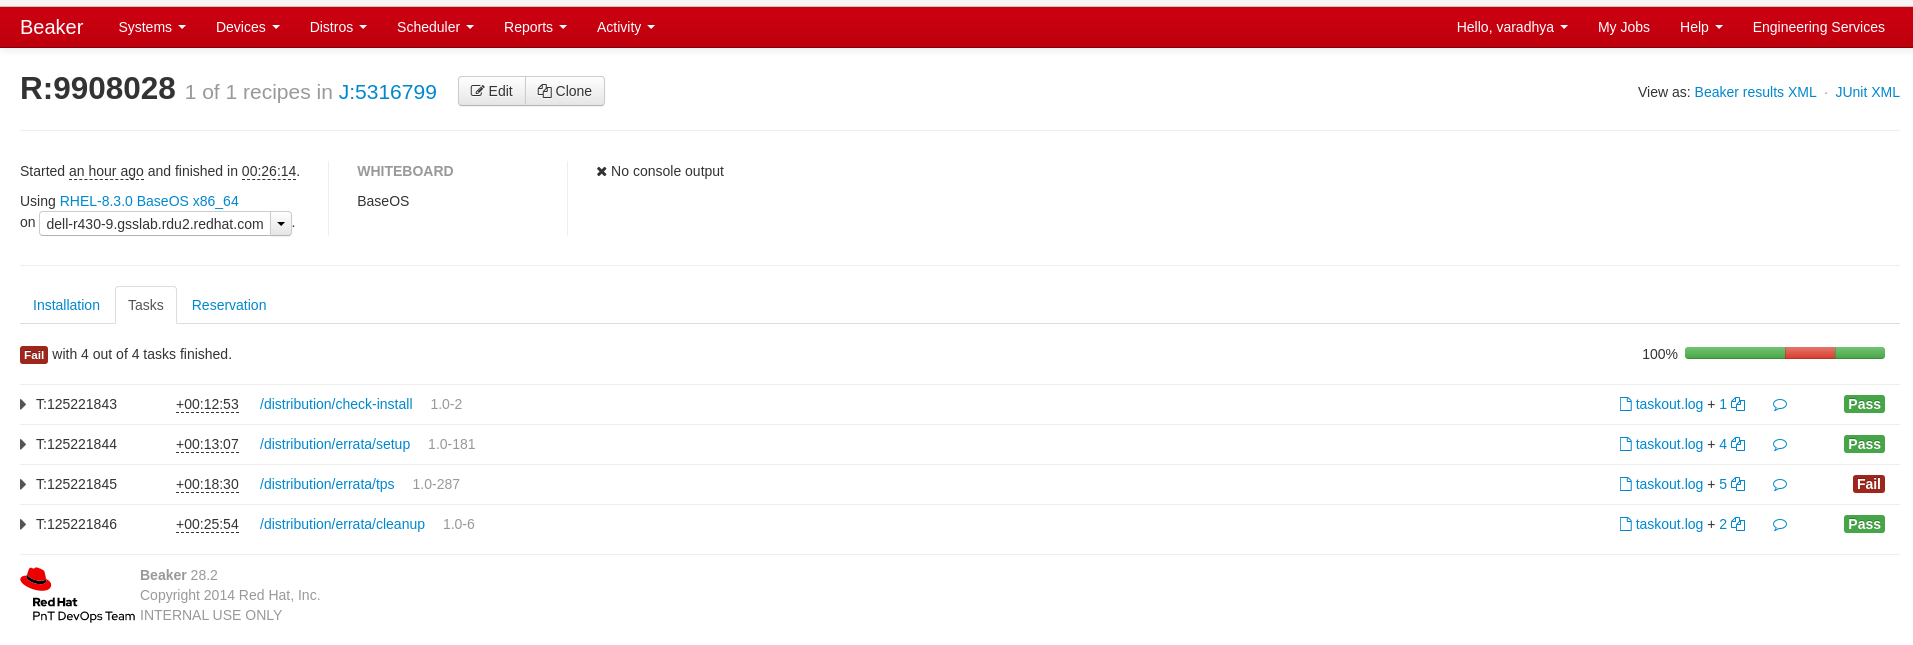 Beaker Systems Devices Distros Scheduler Reports Activity Hello, varadhya My Jobs Help Engineering Services
R:9908028 1 of 1 recipes in J:5316799 Edit Clone View as: Beaker results XML · JUnit XML
Started an hour ago and finished in 00:26:14. WHITEBOARD No console output
Using RHEL-8.3.0 BaseOS x86_64 BaseOS
on dell-r430-9.gsslab.rdu2.redhat.com .
Installation Tasks Reservation
Fail with 4 out of 4 tasks finished. 100%
T:125221843 +00:12:53 /distribution/check-install 1.0-2 taskout.log + 1 Pass
T:125221844 +00:13:07 /distribution/errata/setup 1.0-181 taskout.log + 4 Pass
T:125221845 +00:18:30 /distribution/errata/tps 1.0-287 taskout.log + 5 Fail
T:125221846 +00:25:54 /distribution/errata/cleanup 1.0-6 taskout.log + 2 Pass
Beaker 28.2
Copyright 2014 Red Hat, Inc.
INTERNAL USE ONLY
Red Hat
PnT DevOps Team